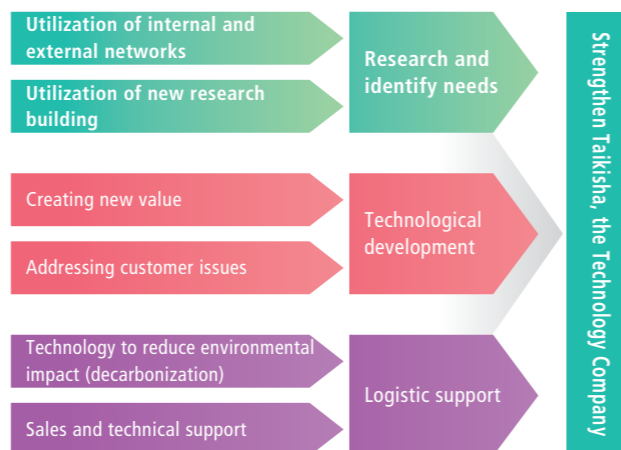 Utilization of internal and
external networks
Utilization of new research
building
Research and
identify needs
Creating new value
Addressing customer issues
Technological
development
Technology to reduce environmental
impact (decarbonization)
Sales and technical support
Logistic support
Strengthen Taikisha, the Technology Company